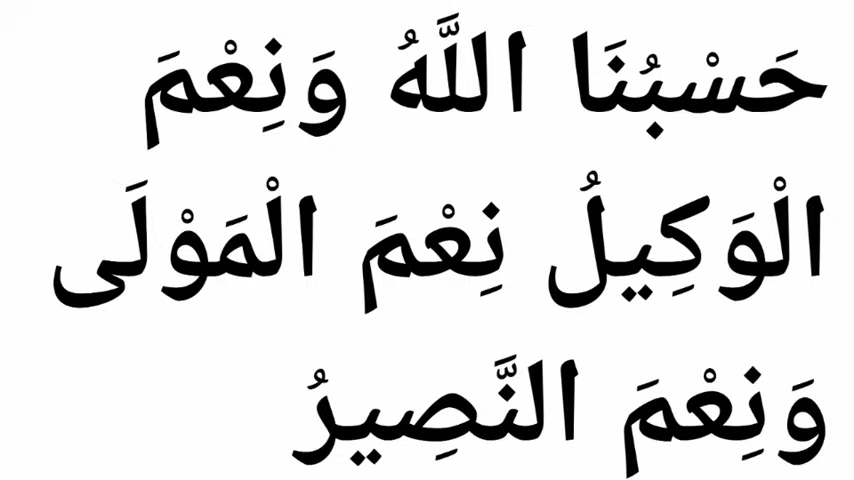 حَسْبُنَا اللَّهُ وَنِعْمَ
الْوَكِيلُ نِعْمَ الْمَوْلَى
وَنِعْمَ النَّصِيرُ